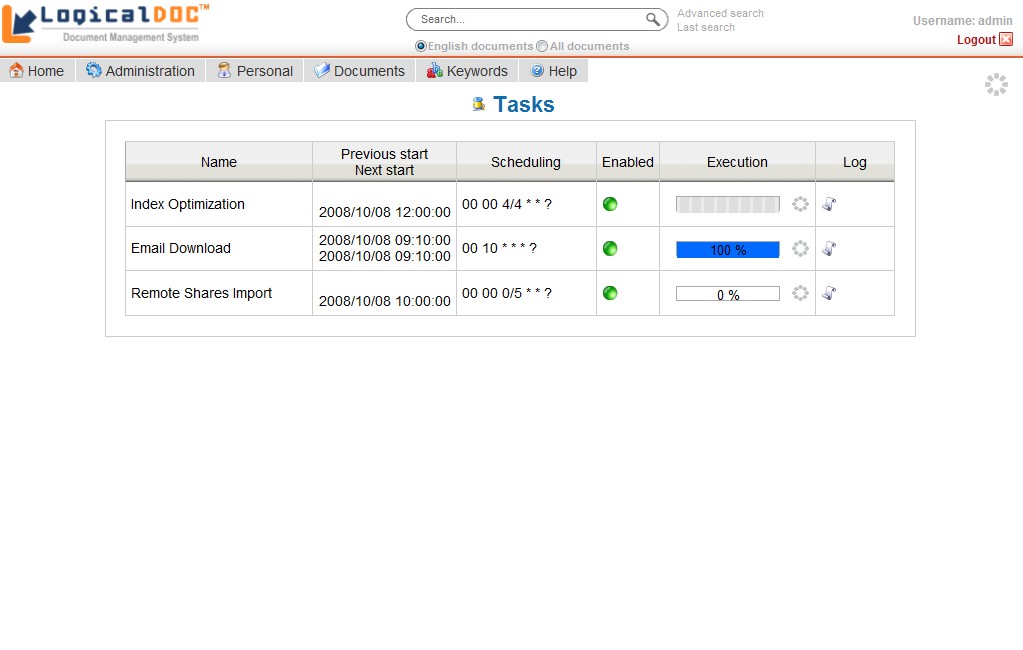 LogicalDOC™
Document Management System
Search...
Advanced search
Last search
English documents All documents
Username: admin
Logout
Home Administration Personal Documents Keywords Help
Tasks
Name Previous start Scheduling Enabled Execution Log
Next start
Index Optimization 2008/10/08 12:00:00 00 00 4/4 * * ?
Email Download 2008/10/08 09:10:00 00 10 * * * ? 100 %
2008/10/08 09:10:00
Remote Shares Import 2008/10/08 10:00:00 00 00 0/5 * * ? 0 %